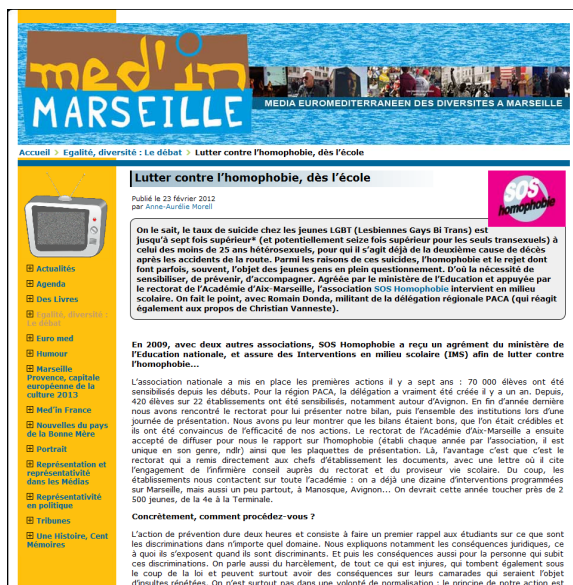 med'in
MARSEILLE
MEDIA EUROMEDITERRANEEN DES DIVERSITES A MARSEILLE
Accueil > Egalité, diversité : Le débat > Lutter contre l'homophobie, dès l'école
Lutter contre l'homophobie, dès l'école
Publié le 23 février 2012
par Anne-Aurélie Morell
SOS
homophobie
On le sait, le taux de suicide chez les jeunes LGBT (Lesbiennes Gays Bi Trans) est
jusqu'à sept fois supérieur* (et potentiellement seize fois supérieur pour les seuls transexuels) à
celui des moins de 25 ans hétérosexuels, pour qui il s'agit déjà de la deuxième cause de décès
après les accidents de la route. Parmi les raisons de ces suicides, l'homophobie et le rejet dont
font parfois, souvent, l'objet des jeunes gens en plein questionnement. D'où la nécessité de
sensibiliser, de prévenir, d'accompagner. Agréée par le ministère de l'Education et appuyée par
le rectorat de l'Académie d'Aix-Marseille, l'association SOS Homophobie intervient en milieu
scolaire. On fait le point, avec Romain Donda, militant de la délégation régionale PACA (qui réagit
également aux propos de Christian Vanneste).
Actualités
Agenda
Des Livres
Egalité, diversité :
Le débat
Euro med
Humour
Marseille
Provence, capitale
européenne de la
culture 2013
Med'in France
Nouvelles du pays
de la Bonne Mère
Portrait
Représentation et
représentativité
dans les Médias
Représentativité
en politique
Tribunes
Une Histoire, Cent
Mémoires
En 2009, avec deux autres associations, SOS Homophobie a reçu un agrément du ministère de
l'Éducation nationale, et assure des Interventions en milieu scolaire (IMS) afin de lutter contre
l'homophobie...
L'association nationale a mis en place les premières actions il y a sept ans : 70 000 élèves ont été
sensibilisés depuis les débuts. Pour la région PACA, la délégation a vraiment été créée il y a un an. Depuis,
420 élèves sur 22 établissements ont été sensibilisés, notamment autour d'Avignon. En fin d'année dernière
nous avons rencontré le rectorat pour lui présenter notre bilan, puis l'ensemble des institutions lors d'une
journée de présentation. Nous avons pu leur montrer que les bilans étaient bons, que l'on était crédibles et
ils ont été convaincus de l'efficacité de nos actions. Le rectorat de l'Académie d'Aix-Marseille a ensuite
accepté de diffuser pour nous le rapport sur l'homophobie (établi chaque année par l'association, il est
unique en son genre, ndlr) ainsi que les plaquettes de présentation. Là, l'avantage c'est que c'est le
rectorat qui a remis directement aux chefs d'établissement les documents, avec une lettre où il cite
l'engagement de l'infirmière conseil auprès du rectorat et du proviseur vie scolaire. Du coup, les
établissements nous contactent sur toute l'académie : on a déjà une dizaine d'interventions programmées
sur Marseille, mais aussi un peu partout, à Manosque, Avignon... On devrait cette année toucher près de 2
500 jeunes, de la 4e à la Terminale.
Concrètement, comment procédez-vous ?
L'action de prévention dure deux heures et consiste à faire un premier rappel aux étudiants sur ce que sont
les discriminations dans n'importe quel domaine. Nous expliquons notamment les conséquences juridiques, ce
à quoi ils s'exposent quand ils sont discriminants. Et puis les conséquences aussi pour la personne qui subit
ces discriminations. On parle aussi du harcèlement, de tout ce qui est injures, qui tombent également sous
le coup de la loi et peuvent surtout avoir des conséquences sur leurs camarades qui seraient l'objet
d'insultes répétées. On n'est surtout pas dans une volonté de normalisation : le principe de notre action est